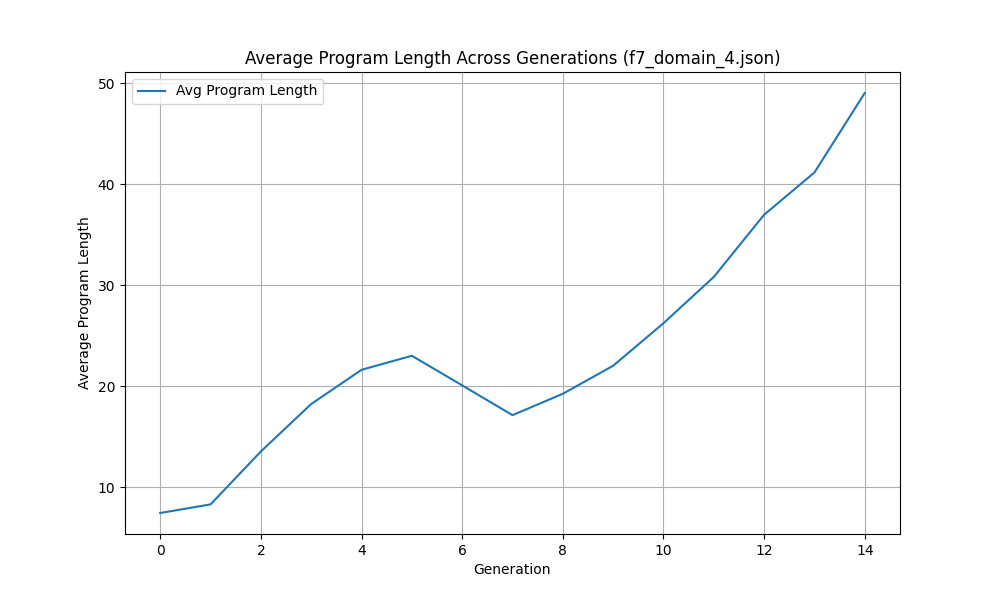 Average Program Length Across Generations (f7_domain_4.json)
Avg Program Length
50
40
30
20
10
Average Program Length
0 2 4 6 8 10 12 14
Generation